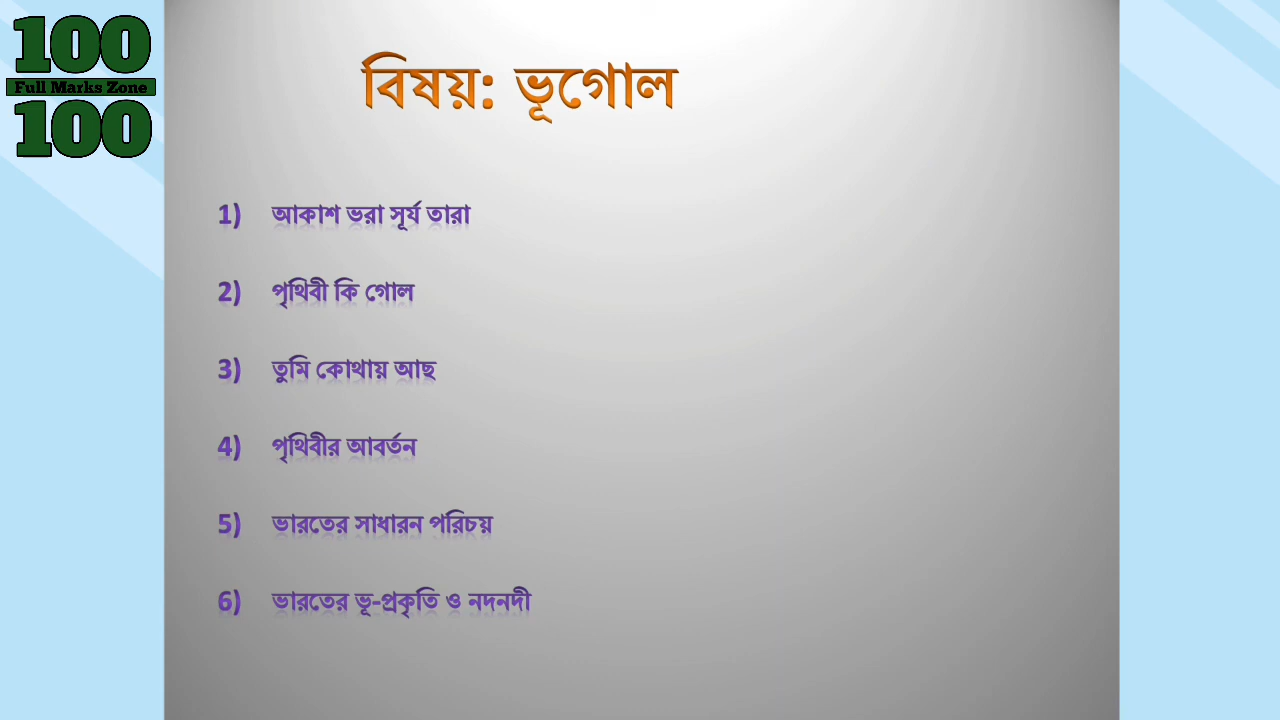 100
Full Marks Zone
100
বিষয়: ভূগোল
1) আকাশ ভরা সূর্য তারা
2) পৃথিবী কি গোল
3) তুমি কোথায় আছ
4) পৃথিবীর আবর্তন
5) ভারতের সাধারন পরিচয়
6) ভারতের ভূ-প্রকৃতি ও নদনদী